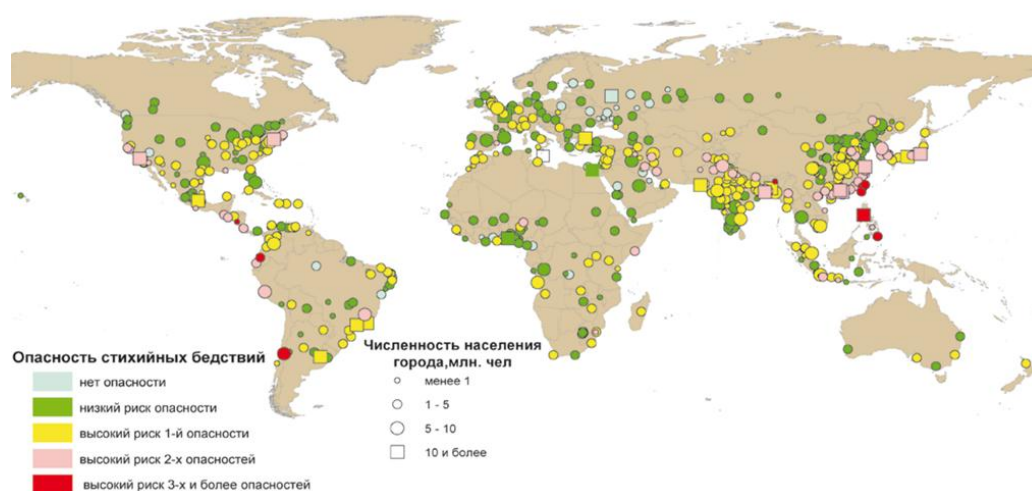 Опасность стихийных бедствий
нет опасности
низкий риск опасности
высокий риск 1-й опасности
высокий риск 2-х опасностей
высокий риск 3-х и более опасностей
Численность населения
города,млн. чел
менее 1
1 - 5
5 - 10
10 и более